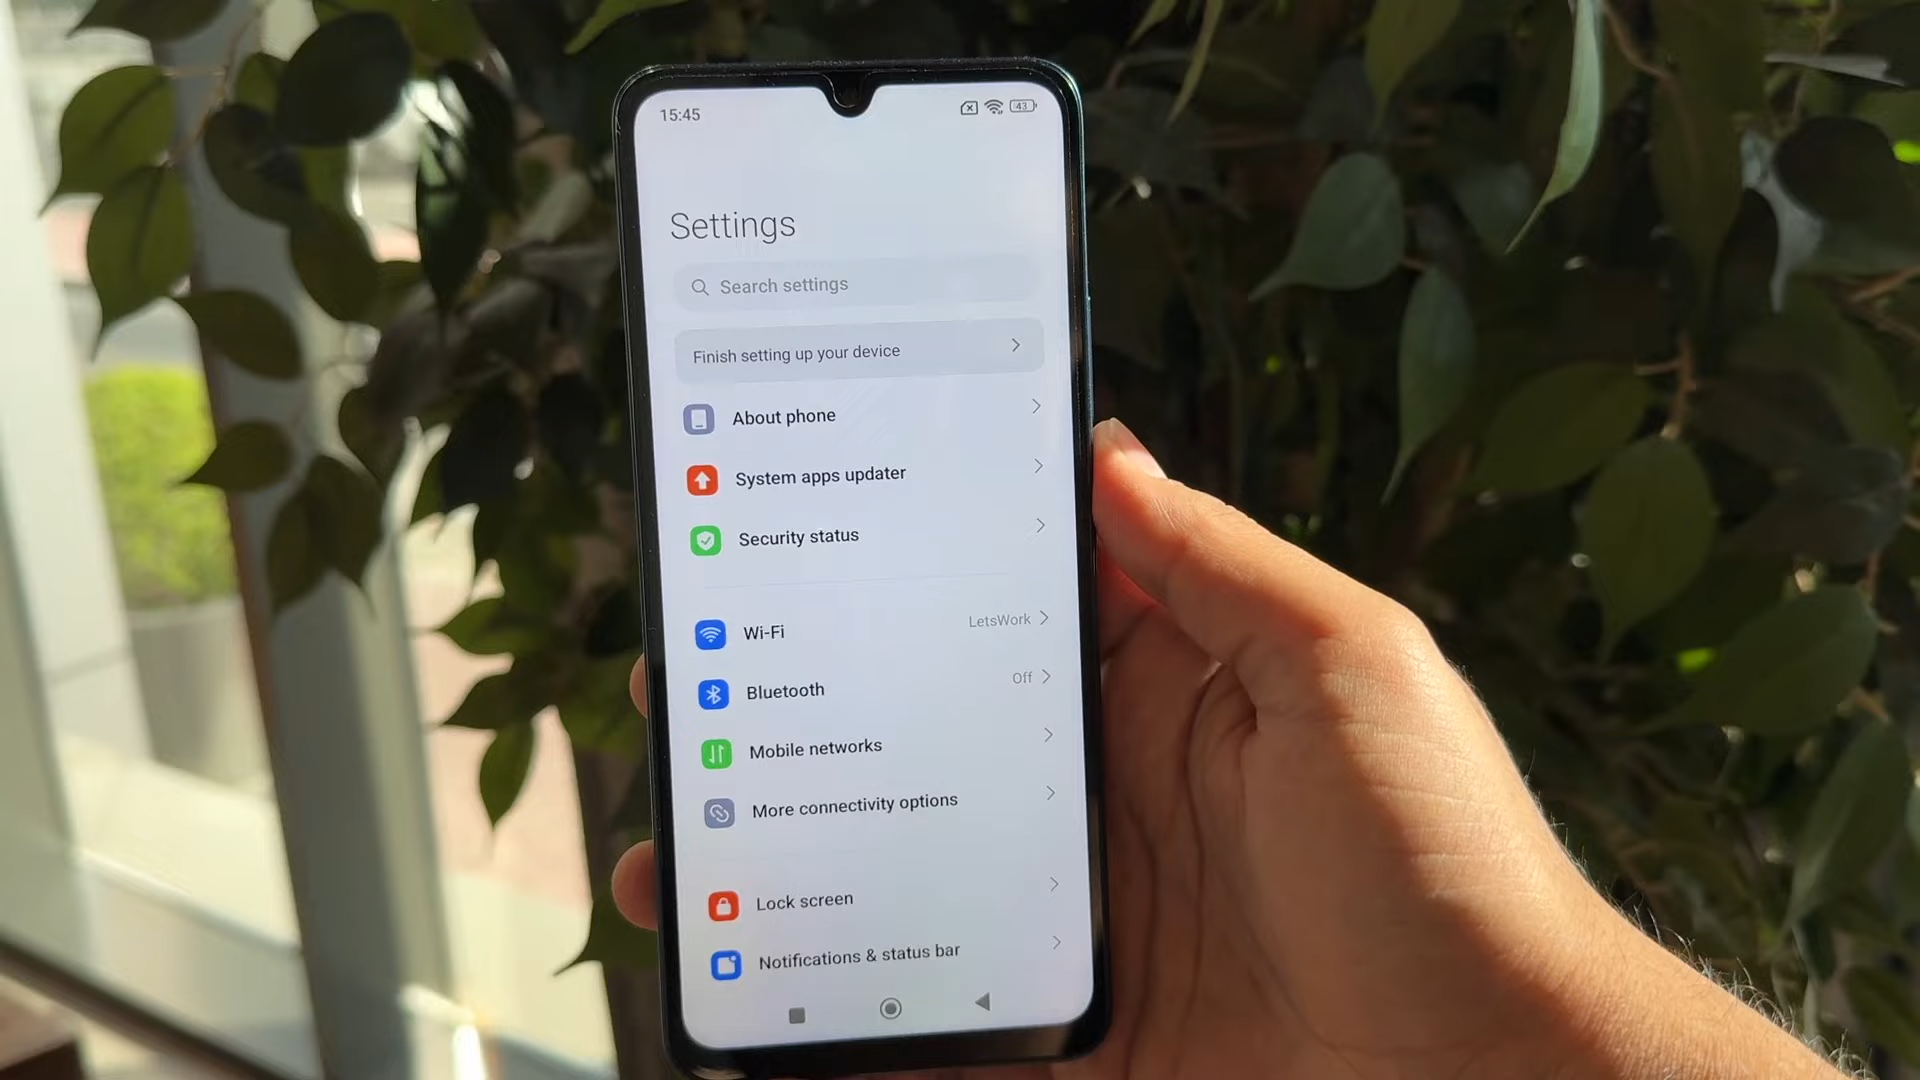 15:45
43
Settings
Search settings
Finish setting up your device
About phone
System apps updater
Security status
Wi-Fi
LetsWork
Bluetooth
Off
Mobile networks
More connectivity options
Lock screen
Notifications & status bar